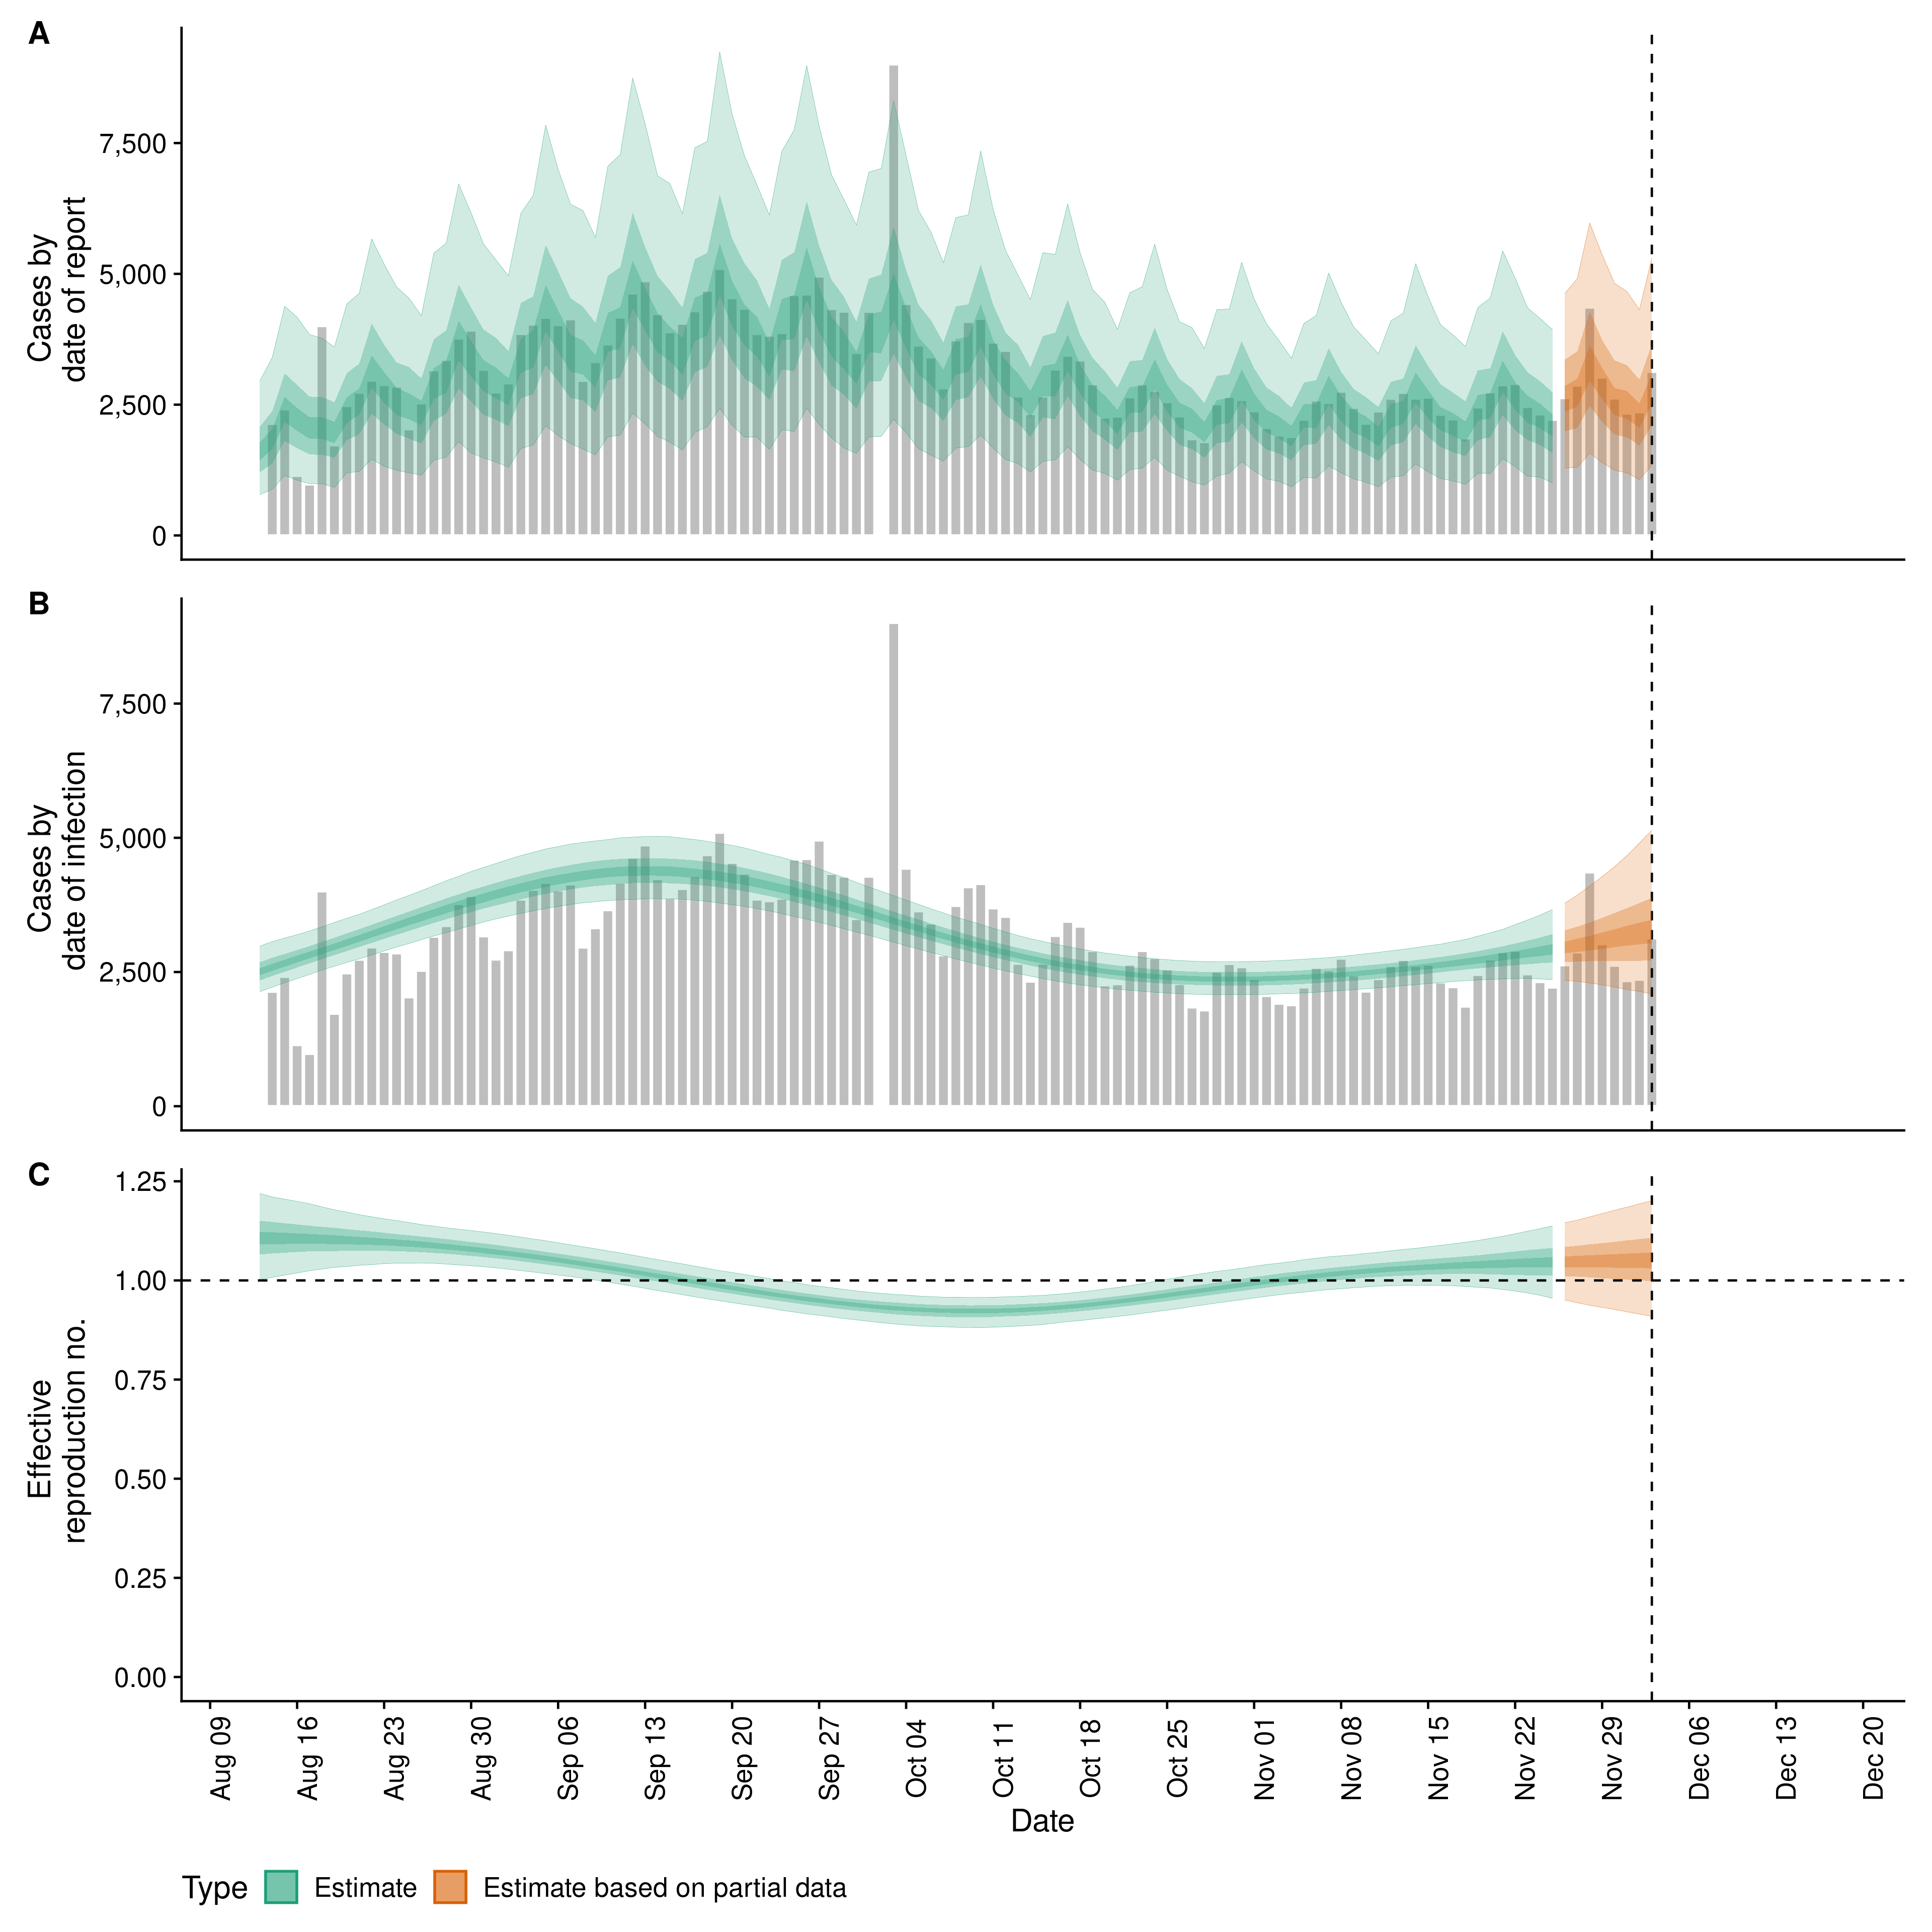 A
Cases by
date of report
7,500
5,000
2,500
0
B
Cases by
date of infection
7,500
5,000
2,500
0
C
Effective
reproduction no.
1.25
1.00
0.75
0.50
0.25
0.00
Aug 09
Aug 16
Aug 23
Aug 30
Sep 06
Sep 13
Sep 20
Sep 27
Oct 04
Oct 11
Oct 18
Oct 25
Nov 01
Nov 08
Nov 15
Nov 22
Nov 29
Dec 06
Dec 13
Dec 20
Date
Type Estimate Estimate based on partial data